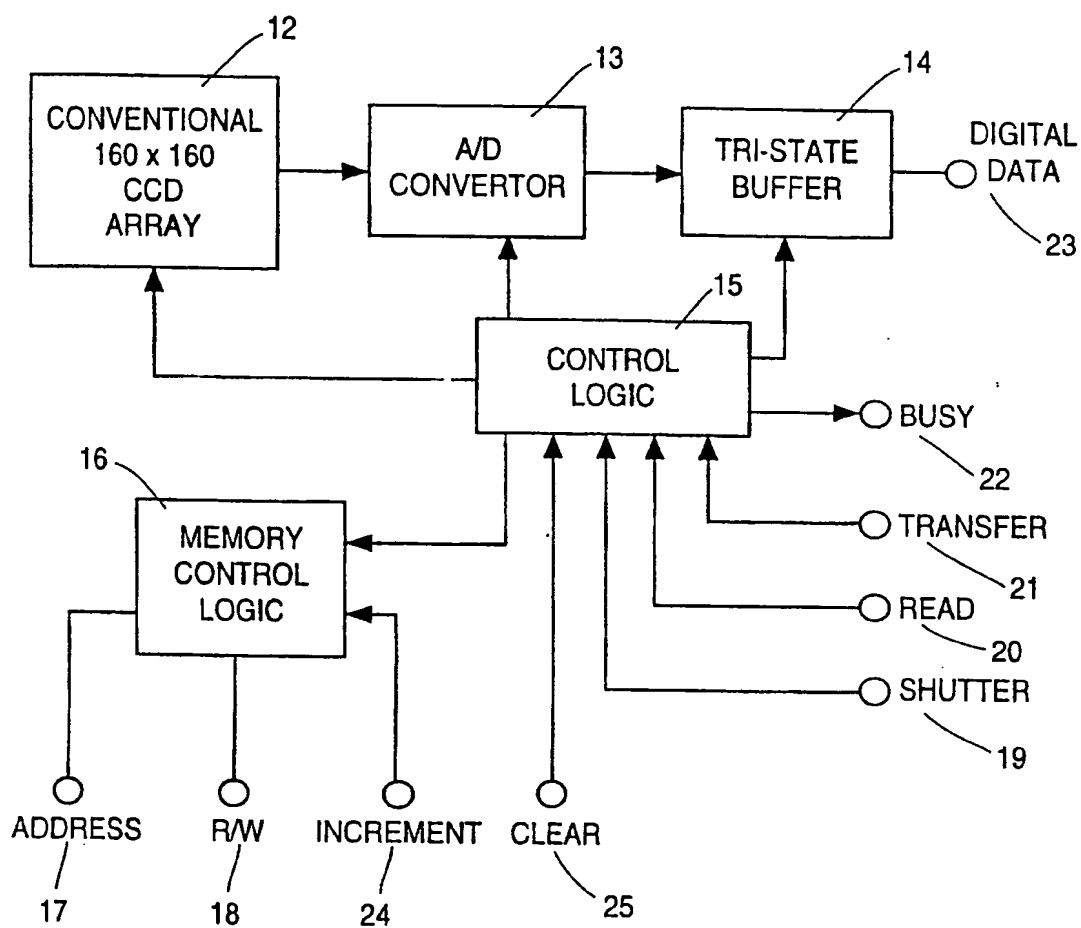 12
13
14
CONVENTIONAL
160 x 160
CCD
ARRAY
A/D
CONVERTOR
TRI-STATE
BUFFER
DIGITAL
DATA
23
15
CONTROL
LOGIC
BUSY
22
16
MEMORY
CONTROL
LOGIC
TRANSFER
21
READ
20
SHUTTER
19
ADDRESS
R/W
INCREMENT
CLEAR
17
18
24
25